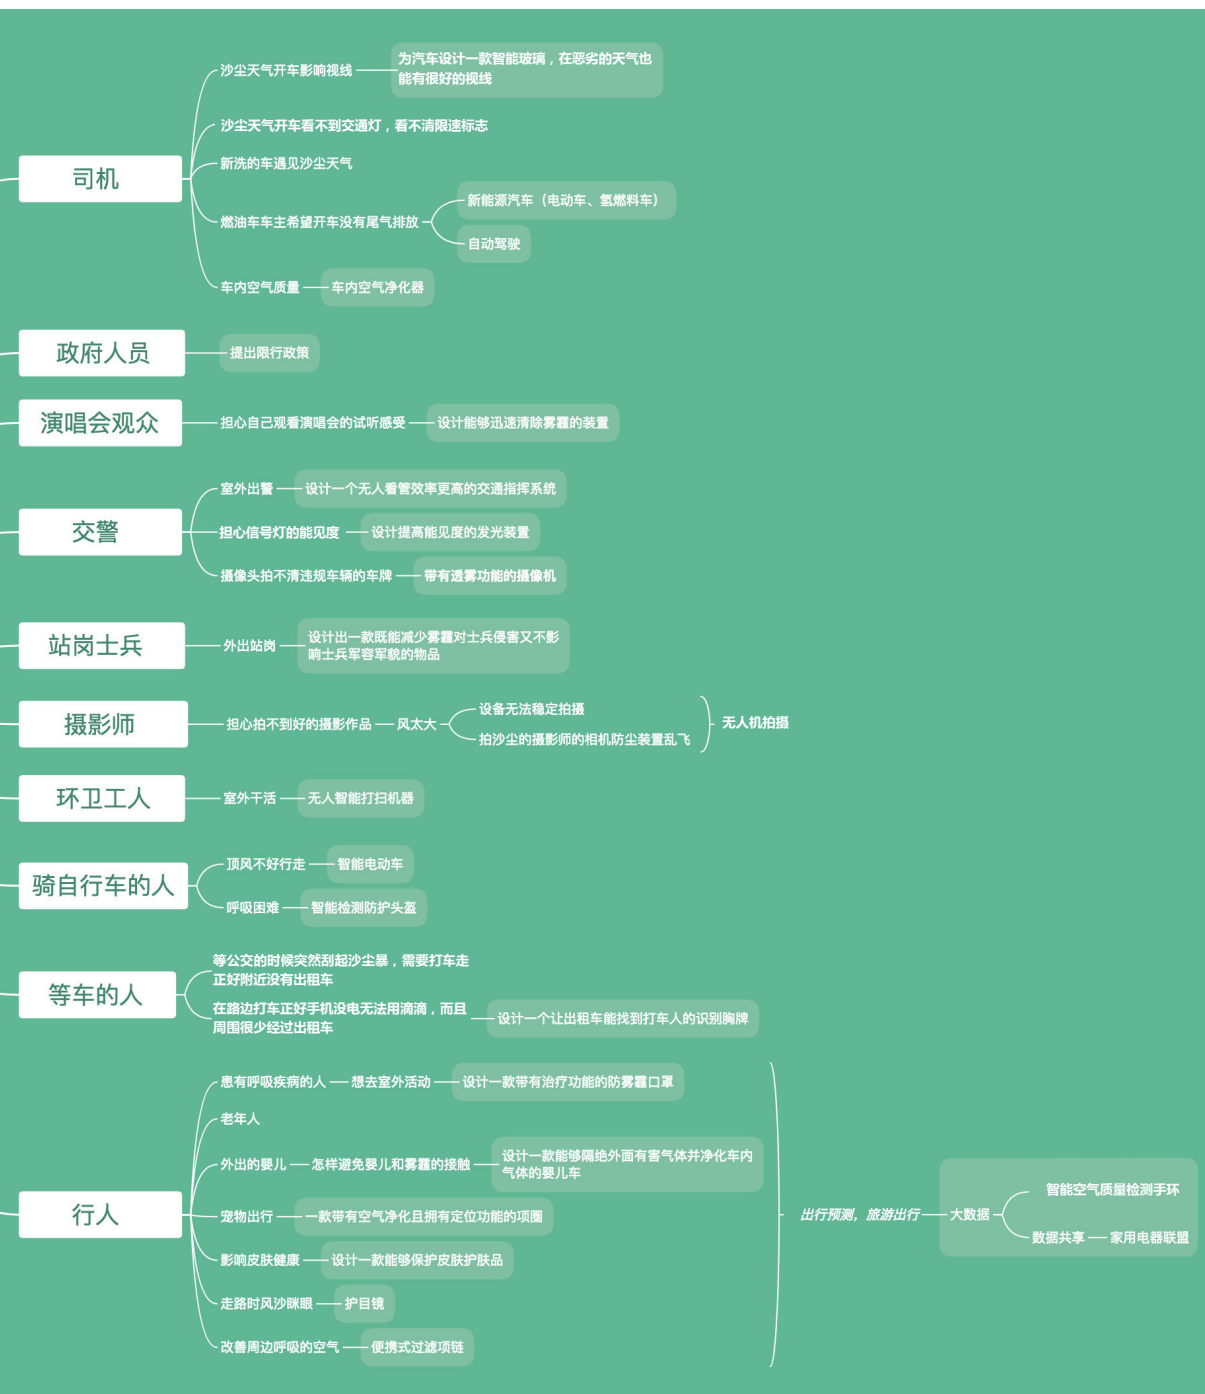 司机
沙尘天气开车影响视线
为汽车设计一款智能玻璃，在恶劣的天气也
能有很好的视线
沙尘天气开车看不到交通灯，看不清限速标志
新洗的车遇见沙尘天气
燃油车车主希望开车没有尾气排放
新能源汽车（电动车、氢燃料车）
自动驾驶
车内空气质量
车内空气净化器
政府人员
提出限行政策
演唱会观众
担心自己观看演唱会的试听感受
设计能够迅速清除雾霾的装置
交警
室外出警
设计一个无人看管效率更高的交通指挥系统
担心信号灯的能见度
设计提高能见度的发光装置
摄像头拍不清违规车辆的车牌
带有透雾功能的摄像机
站岗士兵
外出站岗
设计出一款既能减少雾霾对士兵侵害又不影
响士兵军容军貌的物品
摄影师
担心拍不到好的摄影作品
风太大
设备无法稳定拍摄
拍沙尘的摄影师的相机防尘装置乱飞
无人机拍摄
环卫工人
室外干活
无人智能打扫机器
骑自行车的人
顶风不好行走
智能电动车
呼吸困难
智能检测防护头盔
等车的人
等公交的时候突然刮起沙尘暴，需要打车走
正好附近没有出租车
在路边打车正好手机没电无法用滴滴，而且
周围很少经过出租车
设计一个让出租车能找到打车人的识别胸牌
行人
患有呼吸疾病的人
想去室外活动
设计一款带有治疗功能的防雾霾口罩
老年人
外出的婴儿
怎样避免婴儿和雾霾的接触
设计一款能够隔绝外面有害气体并净化车内
气体的婴儿车
宠物出行
一款带有空气净化且拥有定位功能的项圈
影响皮肤健康
设计一款能够保护皮肤护肤品
走路时风沙眯眼
护目镜
改善周边呼吸的空气
便携式过滤项链
出行预测，旅游出行
大数据
智能空气质量检测手环
数据共享
家用电器联盟